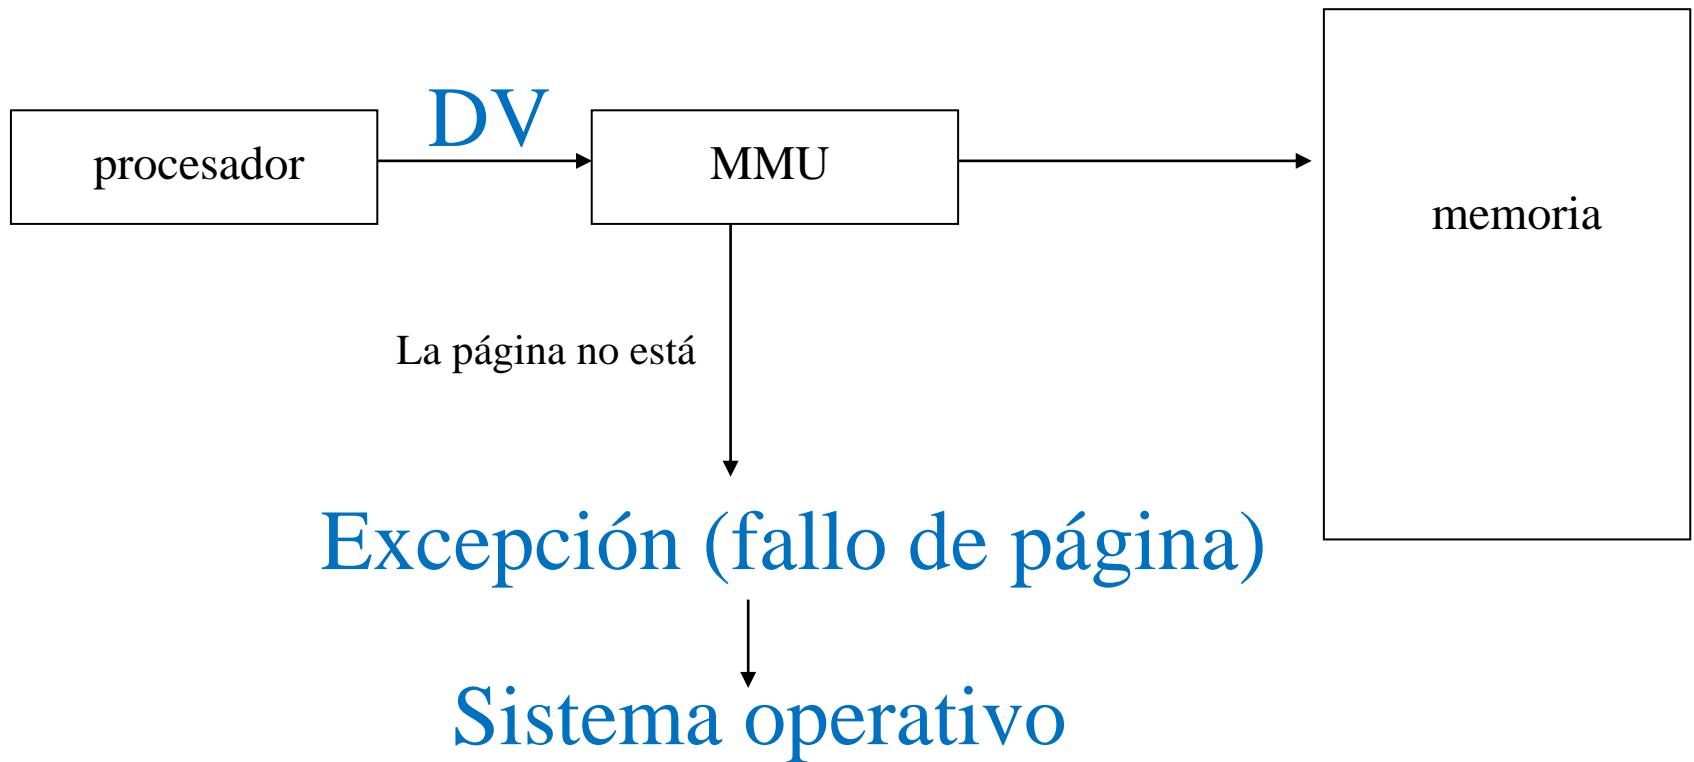 DV
procesador
MMU
memoria
La página no está
Excepción (fallo de página)
Sistema operativo